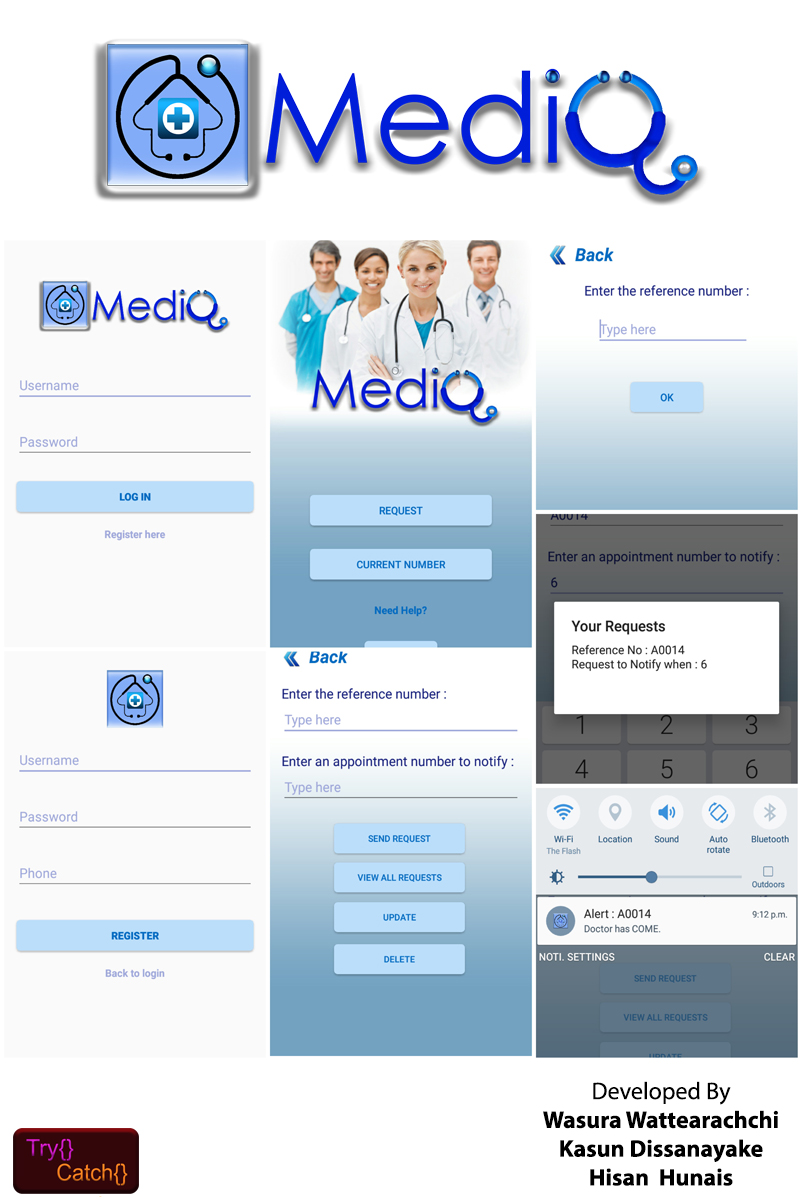 MediQ
MediQ
Username
Password
LOG IN
Register here
MediQ
REQUEST
CURRENT NUMBER
Need Help?
Back
Enter the reference number :
Type here
OK
A0014
Enter an appointment number to notify :
6
Your Requests
Reference No : A0014
Request to Notify when : 6
1 2 3
4 5 6
Username
Password
Phone
REGISTER
Back to login
Back
Enter the reference number :
Type here
Enter an appointment number to notify :
Type here
SEND REQUEST
VIEW ALL REQUESTS
UPDATE
DELETE
Wi-Fi Location Sound Auto rotate Bluetooth
The Flash
Outdoors
Alert : A0014 9:12 p.m.
Doctor has COME.
NOTI. SETTINGS CLEAR
SEND REQUEST
VIEW ALL REQUESTS
UPDATE
Try{}
Catch{}
Developed By
Wasura Wattearachchi
Kasun Dissanayake
Hisan Hunais